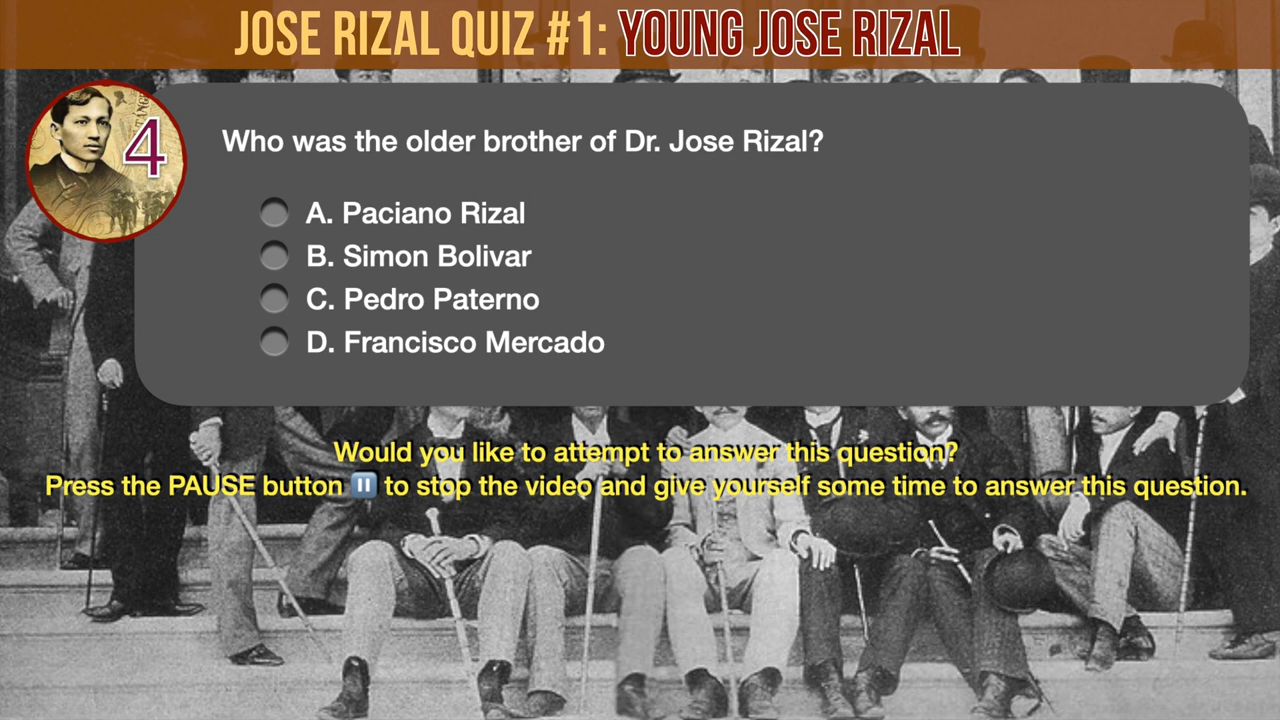 JOSE RIZAL QUIZ #1: YOUNG JOSE RIZAL
4
Who was the older brother of Dr. Jose Rizal?
A. Paciano Rizal
B. Simon Bolivar
C. Pedro Paterno
D. Francisco Mercado
Would you like to attempt to answer this question?
Press the PAUSE button ⏸ to stop the video and give yourself some time to answer this question.